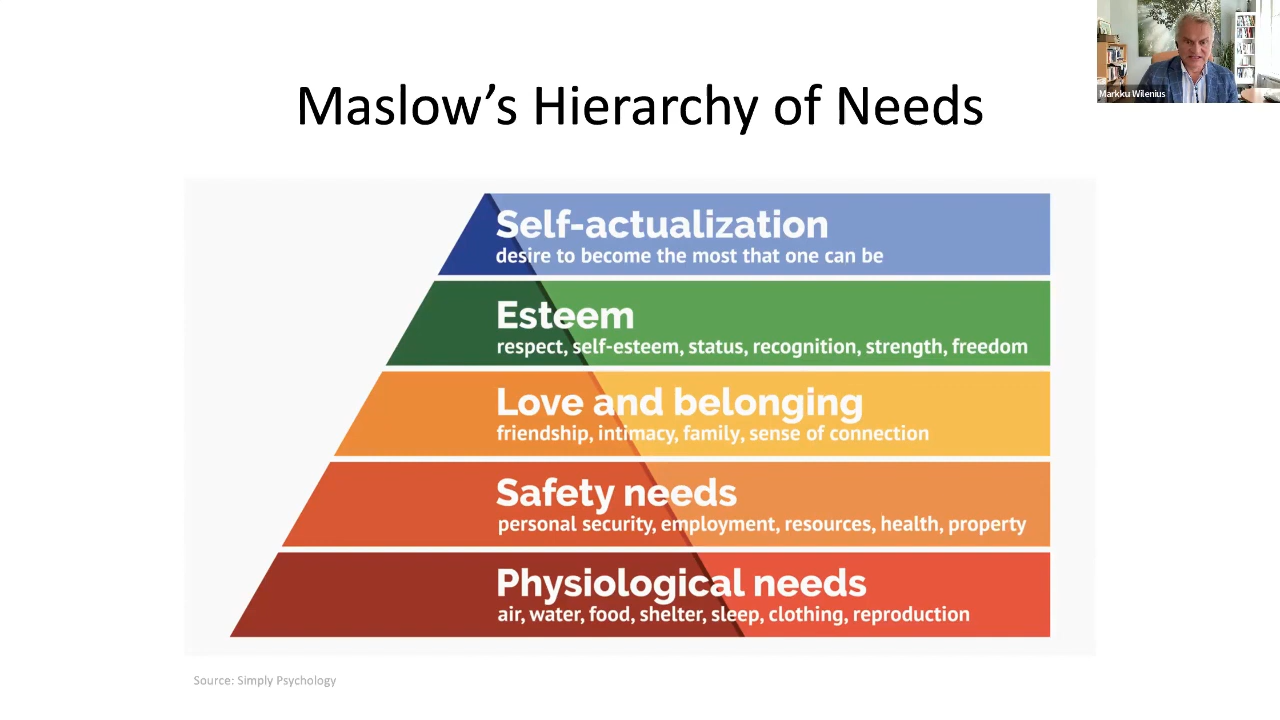 Maslow’s Hierarchy of Needs
Markku Wilenius
Self-actualization
desire to become the most that one can be
Esteem
respect, self-esteem, status, recognition, strength, freedom
Love and belonging
friendship, intimacy, family, sense of connection
Safety needs
personal security, employment, resources, health, property
Physiological needs
air, water, food, shelter, sleep, clothing, reproduction
Source: Simply Psychology